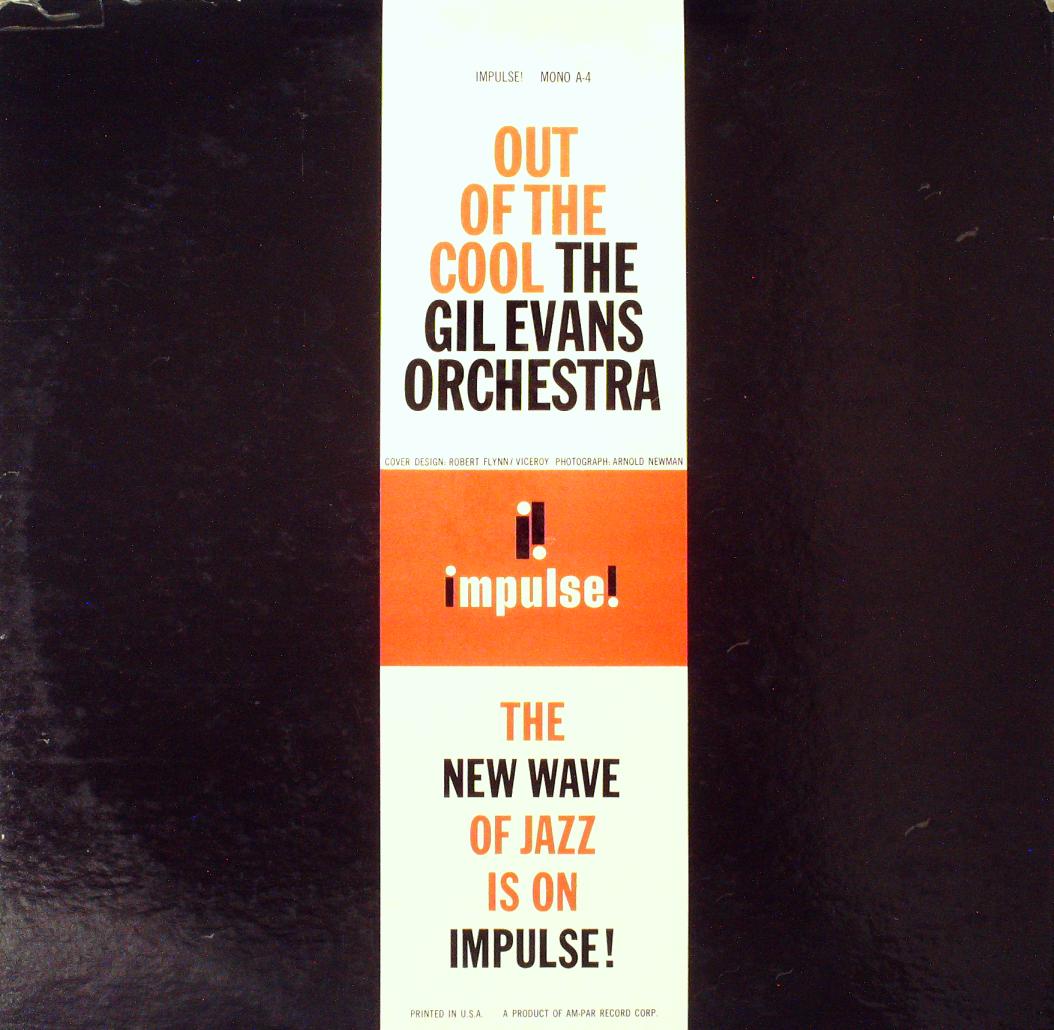 IMPULSE! MONO A-4
OUT
OF THE
COOL THE
GIL EVANS
ORCHESTRA
COVER DESIGN: ROBERT FLYNN/VICEROY PHOTOGRAPH: ARNOLD NEWMAN
i!
impulse!
THE
NEW WAVE
OF JAZZ
IS ON
IMPULSE!
PRINTED IN U.S.A. A PRODUCT OF AM-PAR RECORD CORP.